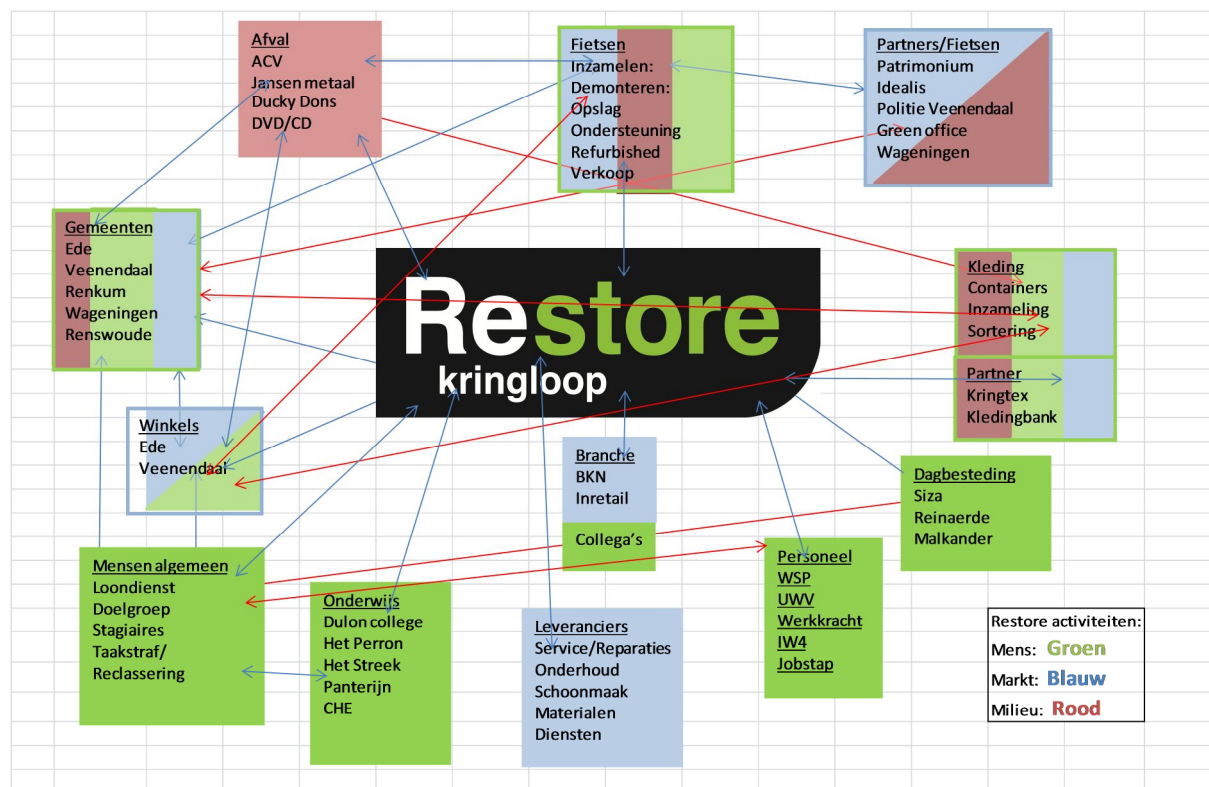 Afval
ACV
Jansen metaal
Ducky Dons
DVD/CD
Fietsen
Inzamelen:
Demonteren:
Opslag
Ondersteuning
Refurbished
Verkoop
Partners/Fietsen
Patrimonium
Idealis
Politie Veenendaal
Green office
Wageningen
Gemeenten
Ede
Veenendaal
Renkum
Wageningen
Renswoude
Restore
kringloop
Kleding
Containers
Inzameling
Sortering
Partner
Kringtex
Kledingbank
Winkels
Ede
Veenendaal
Branche
BKN
Inretail
Collega's
Dagbesteding
Siza
Reinaerde
Malkander
Mensen algemeen
Loondienst
Doelgroep
Stagiaires
Taakstraf/
Reclassering
Onderwijs
Dulon college
Het Perron
Het Streek
Panterijn
CHE
Leveranciers
Service/Reparaties
Onderhoud
Schoonmaak
Materialen
Diensten
Personeel
WSP
UWV
Werkkracht
IW4
Jobstap
Restore activiteiten:
Mens: Groen
Markt: Blauw
Milieu: Rood